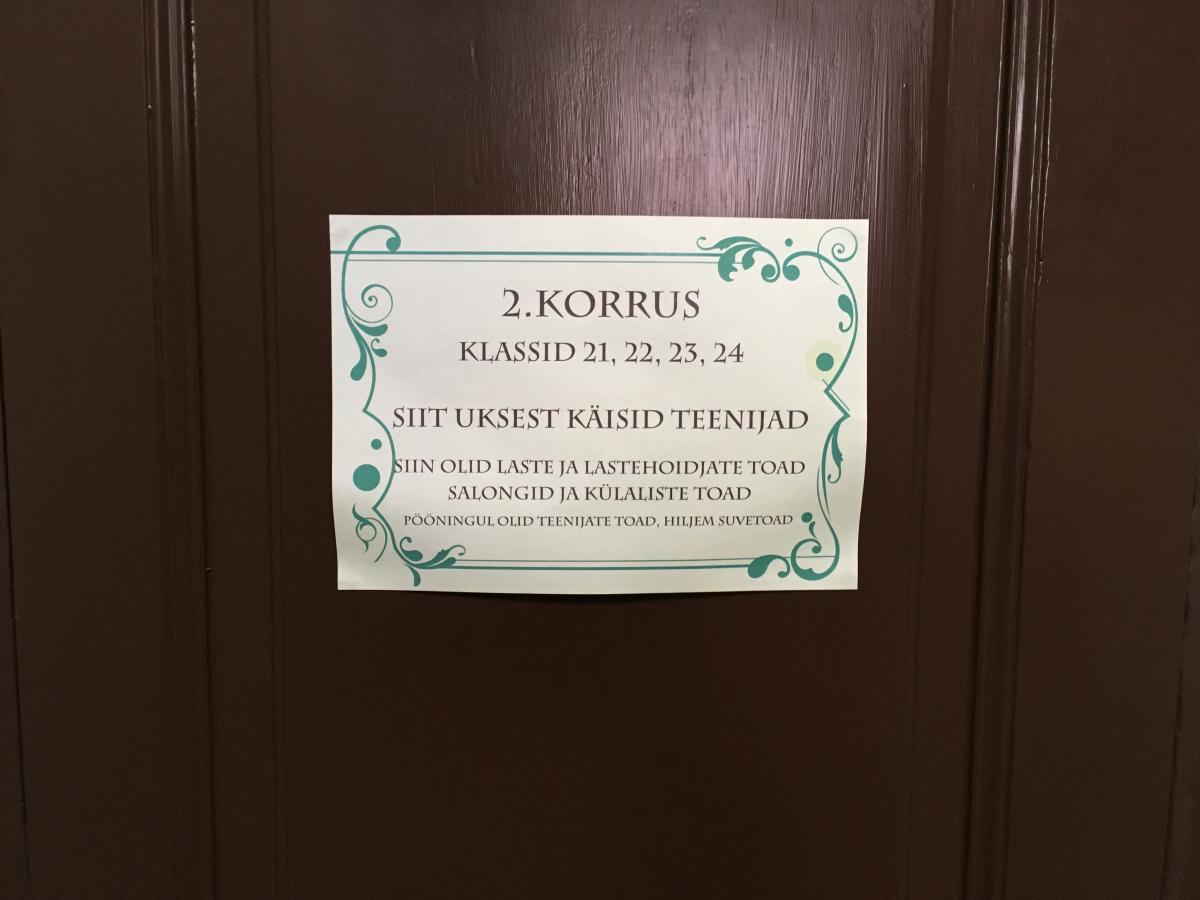 2.KORRUS
KLASSID 21, 22, 23, 24
SIIT UKSEST KÄISID TEENIJAD
SIIN OLID LASTE JA LASTEHOIDJATE TOAD
SALONGID JA KÜLALISTE TOAD
PÖÖNINGUL OLID TEENIJATE TOAD, HILJEM SUVETOAD